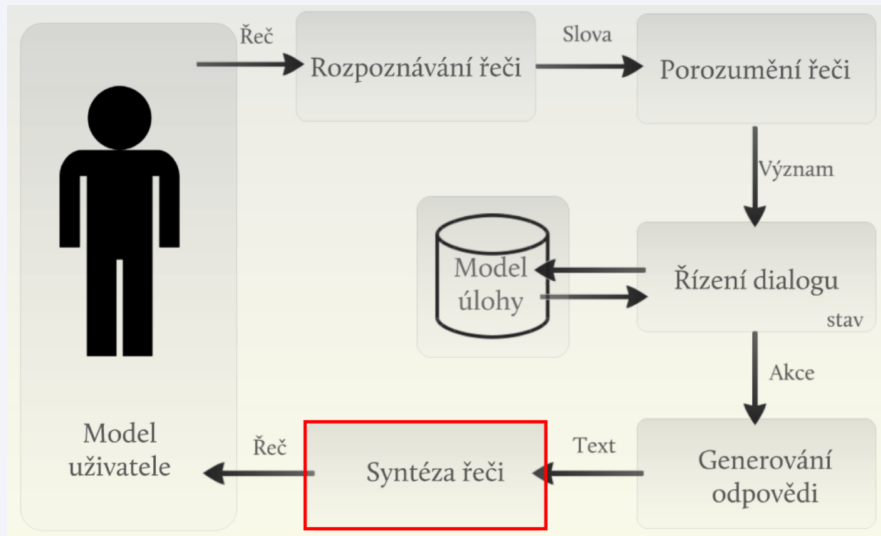 Řeč
Rozpoznávání řeči
Slova
Porozumění řeči
Význam
Model
úlohy
Řízení dialogu
stav
Akce
Generování
odpovědi
Text
Syntéza řeči
Řeč
Model
uživatele